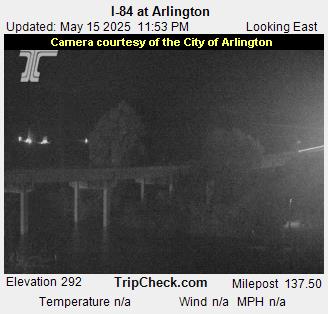 I-84 at Arlington
Updated: May 15 2025 11:53 PM Looking East
Camera courtesy of the City of Arlington
Elevation 292 TripCheck.com Milepost 137.50
Temperature n/a Wind n/a MPH n/a